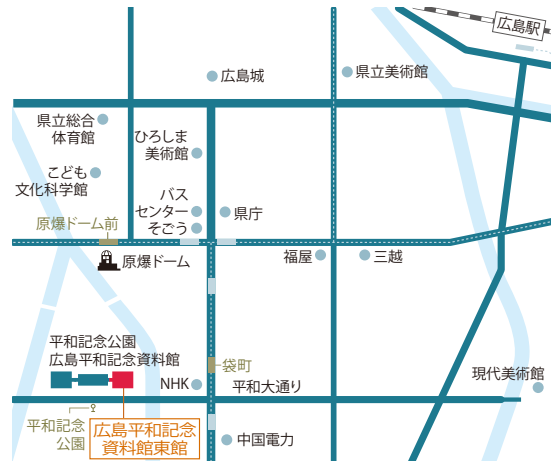 広島駅
広島城
県立美術館
県立総合
体育館
ひろしま
美術館
こども
文化科学館
バス
センター
そごう
県庁
原爆ドーム前
原爆ドーム
福屋
三越
平和記念公園
広島平和記念資料館
袋町
NHK
平和大通り
現代美術館
平和記念
公園
広島平和記念
資料館東館
中国電力